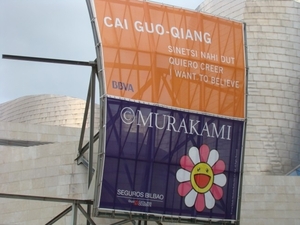 CAI GUO-QIANG
SINETSI NAHI DUT
QUIERO CREER
I WANT TO BELIEVE
BBVA
©MURAKAMI
SEGUROS BILBAO